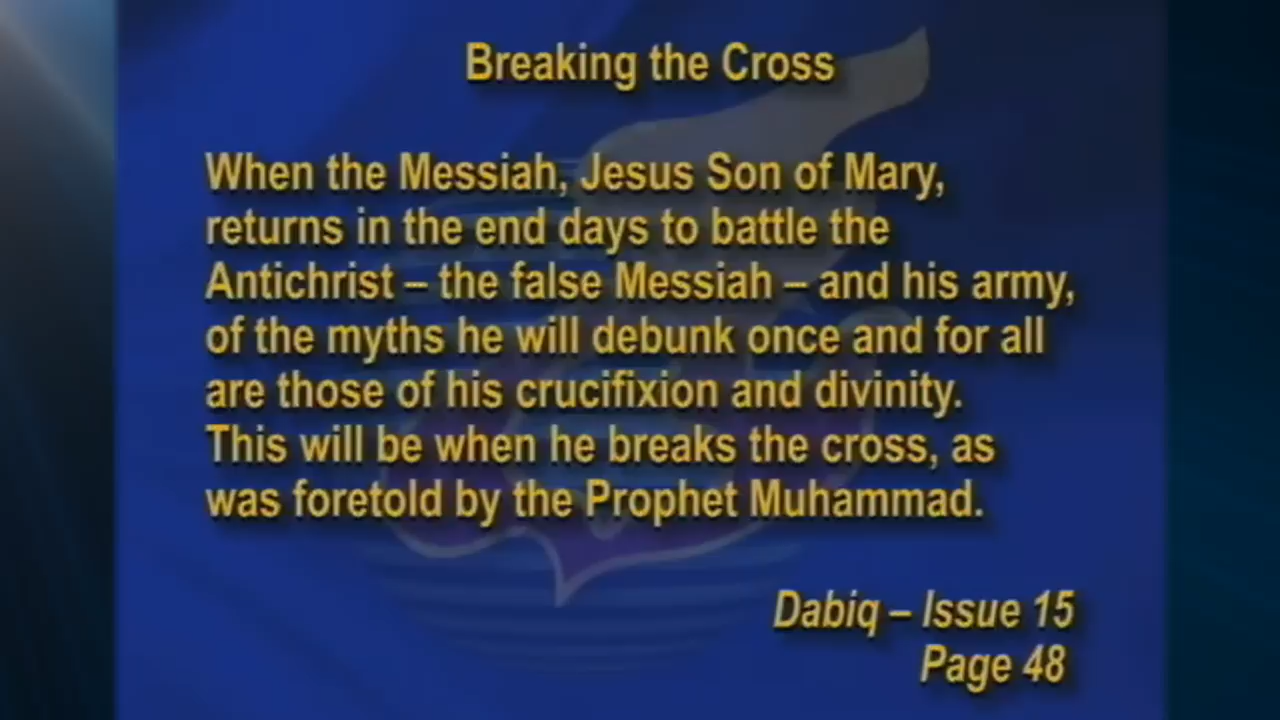 Breaking the Cross
When the Messiah, Jesus Son of Mary,
returns in the end days to battle the
Antichrist – the false Messiah – and his army,
of the myths he will debunk once and for all
are those of his crucifixion and divinity.
This will be when he breaks the cross, as
was foretold by the Prophet Muhammad.
Dabiq – Issue 15
Page 48